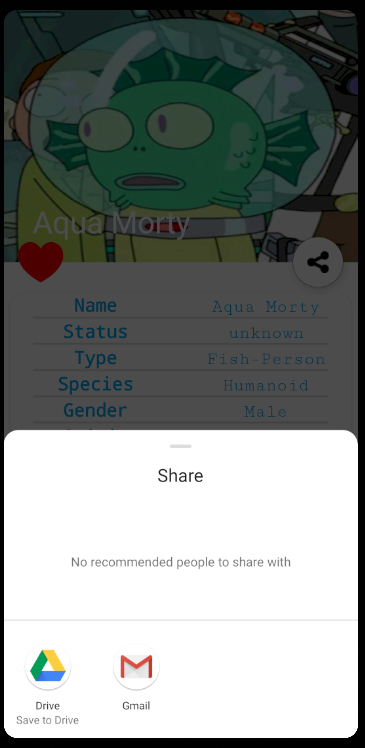 Aqua Morty
Name Aqua Morty
Status unknown
Type Fish-Person
Species Humanoid
Gender Male
Share
No recommended people to share with
Drive Gmail
Save to Drive